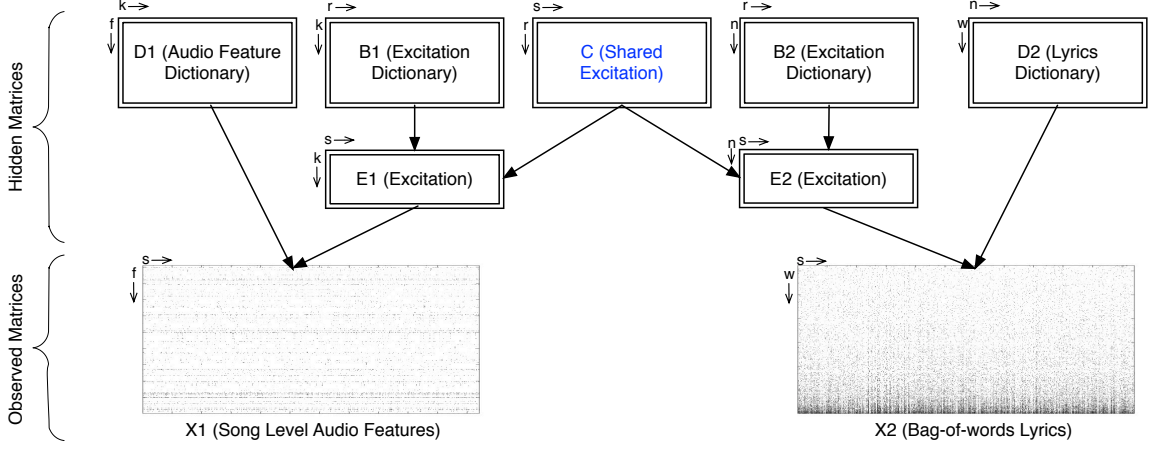 k→ r→ s→ r→ n→
f↓ D1 (Audio Feature Dictionary)
k↓ B1 (Excitation Dictionary)
r↓ C (Shared Excitation)
n↓ B2 (Excitation Dictionary)
w↓ D2 (Lyrics Dictionary)
Hidden Matrices
s→
k↓ E1 (Excitation)
n↓ s→
E2 (Excitation)
Observed Matrices
s→
f↓
X1 (Song Level Audio Features)
s→
w↓
X2 (Bag-of-words Lyrics)